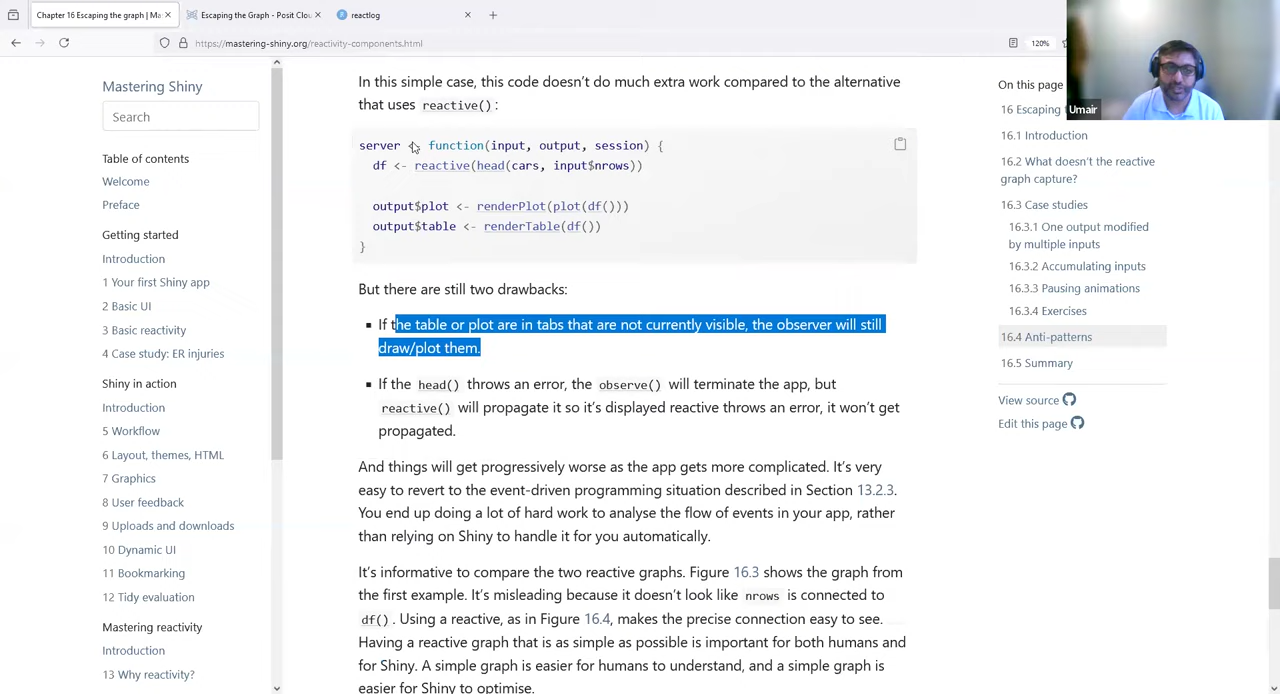 Chapter 16 Escaping the graph | Ma
Escaping the Graph - Posit Clou
reactlog
https://mastering-shiny.org/reactivity-components.html
120%
Umair
Mastering Shiny
Search
Table of contents
Welcome
Preface
Getting started
Introduction
1 Your first Shiny app
2 Basic UI
3 Basic reactivity
4 Case study: ER injuries
Shiny in action
Introduction
5 Workflow
6 Layout, themes, HTML
7 Graphics
8 User feedback
9 Uploads and downloads
10 Dynamic UI
11 Bookmarking
12 Tidy evaluation
Mastering reactivity
Introduction
13 Why reactivity?
In this simple case, this code doesn’t do much extra work compared to the alternative
that uses reactive():
server <- function(input, output, session) {
df <- reactive(head(cars, input$nrows))
output$plot <- renderPlot(plot(df()))
output$table <- renderTable(df())
}
But there are still two drawbacks:
▪ If the table or plot are in tabs that are not currently visible, the observer will still
draw/plot them.
▪ If the head() throws an error, the observe() will terminate the app, but
reactive() will propagate it so it’s displayed reactive throws an error, it won’t get
propagated.
And things will get progressively worse as the app gets more complicated. It’s very
easy to revert to the event-driven programming situation described in Section 13.2.3.
You end up doing a lot of hard work to analyse the flow of events in your app, rather
than relying on Shiny to handle it for you automatically.
It’s informative to compare the two reactive graphs. Figure 16.3 shows the graph from
the first example. It’s misleading because it doesn’t look like nrows is connected to
df(). Using a reactive, as in Figure 16.4, makes the precise connection easy to see.
Having a reactive graph that is as simple as possible is important for both humans and
for Shiny. A simple graph is easier for humans to understand, and a simple graph is
easier for Shiny to optimise.
On this page
16 Escaping
16.1 Introduction
16.2 What doesn’t the reactive
graph capture?
16.3 Case studies
16.3.1 One output modified
by multiple inputs
16.3.2 Accumulating inputs
16.3.3 Pausing animations
16.3.4 Exercises
16.4 Anti-patterns
16.5 Summary
View source
Edit this page